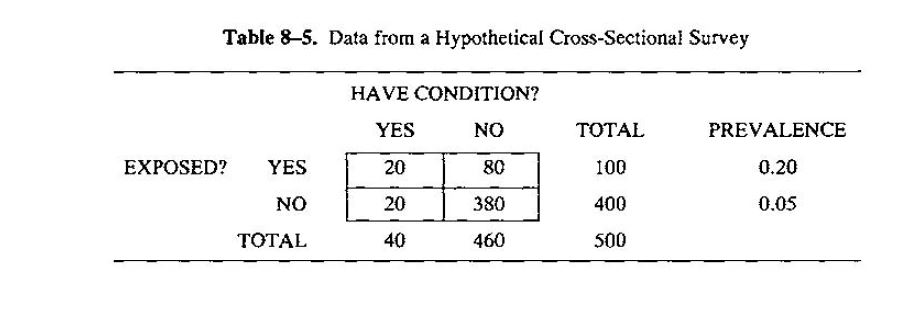 Table 8–5. Data from a Hypothetical Cross-Sectional Survey
HAVE CONDITION?
YES NO TOTAL PREVALENCE
EXPOSED? YES 20 80 100 0.20
NO 20 380 400 0.05
TOTAL 40 460 500